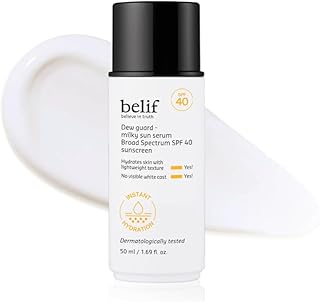 belif
believe in truth
SPF
40
Dew guard -
milky sun serum
Broad Spectrum SPF 40
sunscreen
Hydrates skin with
lightweight texture Yes!
No visible white cast Yes!
INSTANT
HYDRATION
Dermatologically tested
50 ml / 1.69 fl. oz.